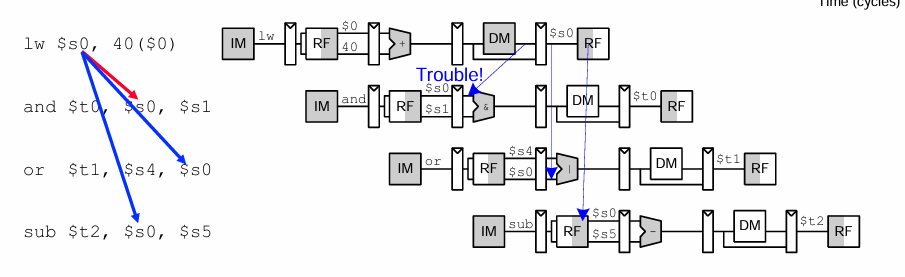 Time (cycles)
lw $s0, 40($0)
IM lw RF $0 40 + DM $s0 RF
Trouble!
and $t0, $s0, $s1
IM and RF $s0 $s1 & DM $t0 RF
or $t1, $s4, $s0
IM or RF $s4 $s0 | DM $t1 RF
sub $t2, $s0, $s5
IM sub RF $s0 $s5 - DM $t2 RF